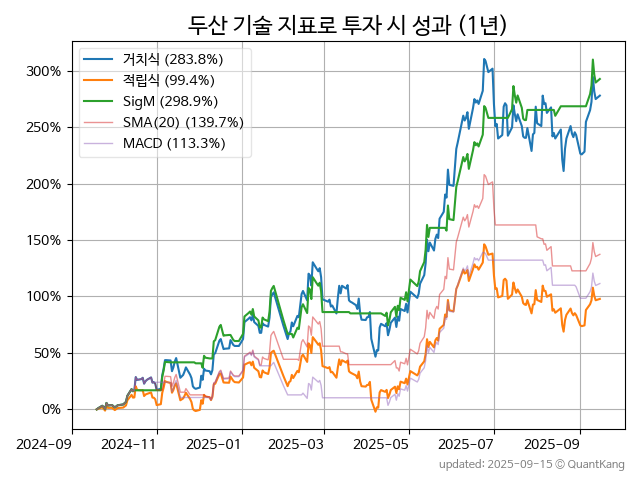 두산 기술 지표로 투자 시 성과 (1년)
거치식 (283.8%)
적립식 (99.4%)
SigM (298.9%)
SMA(20) (139.7%)
MACD (113.3%)
300%
250%
200%
150%
100%
50%
0%
2024-09 2024-11 2025-01 2025-03 2025-05 2025-07 2025-09
updated: 2025-09-15 © QuantKang